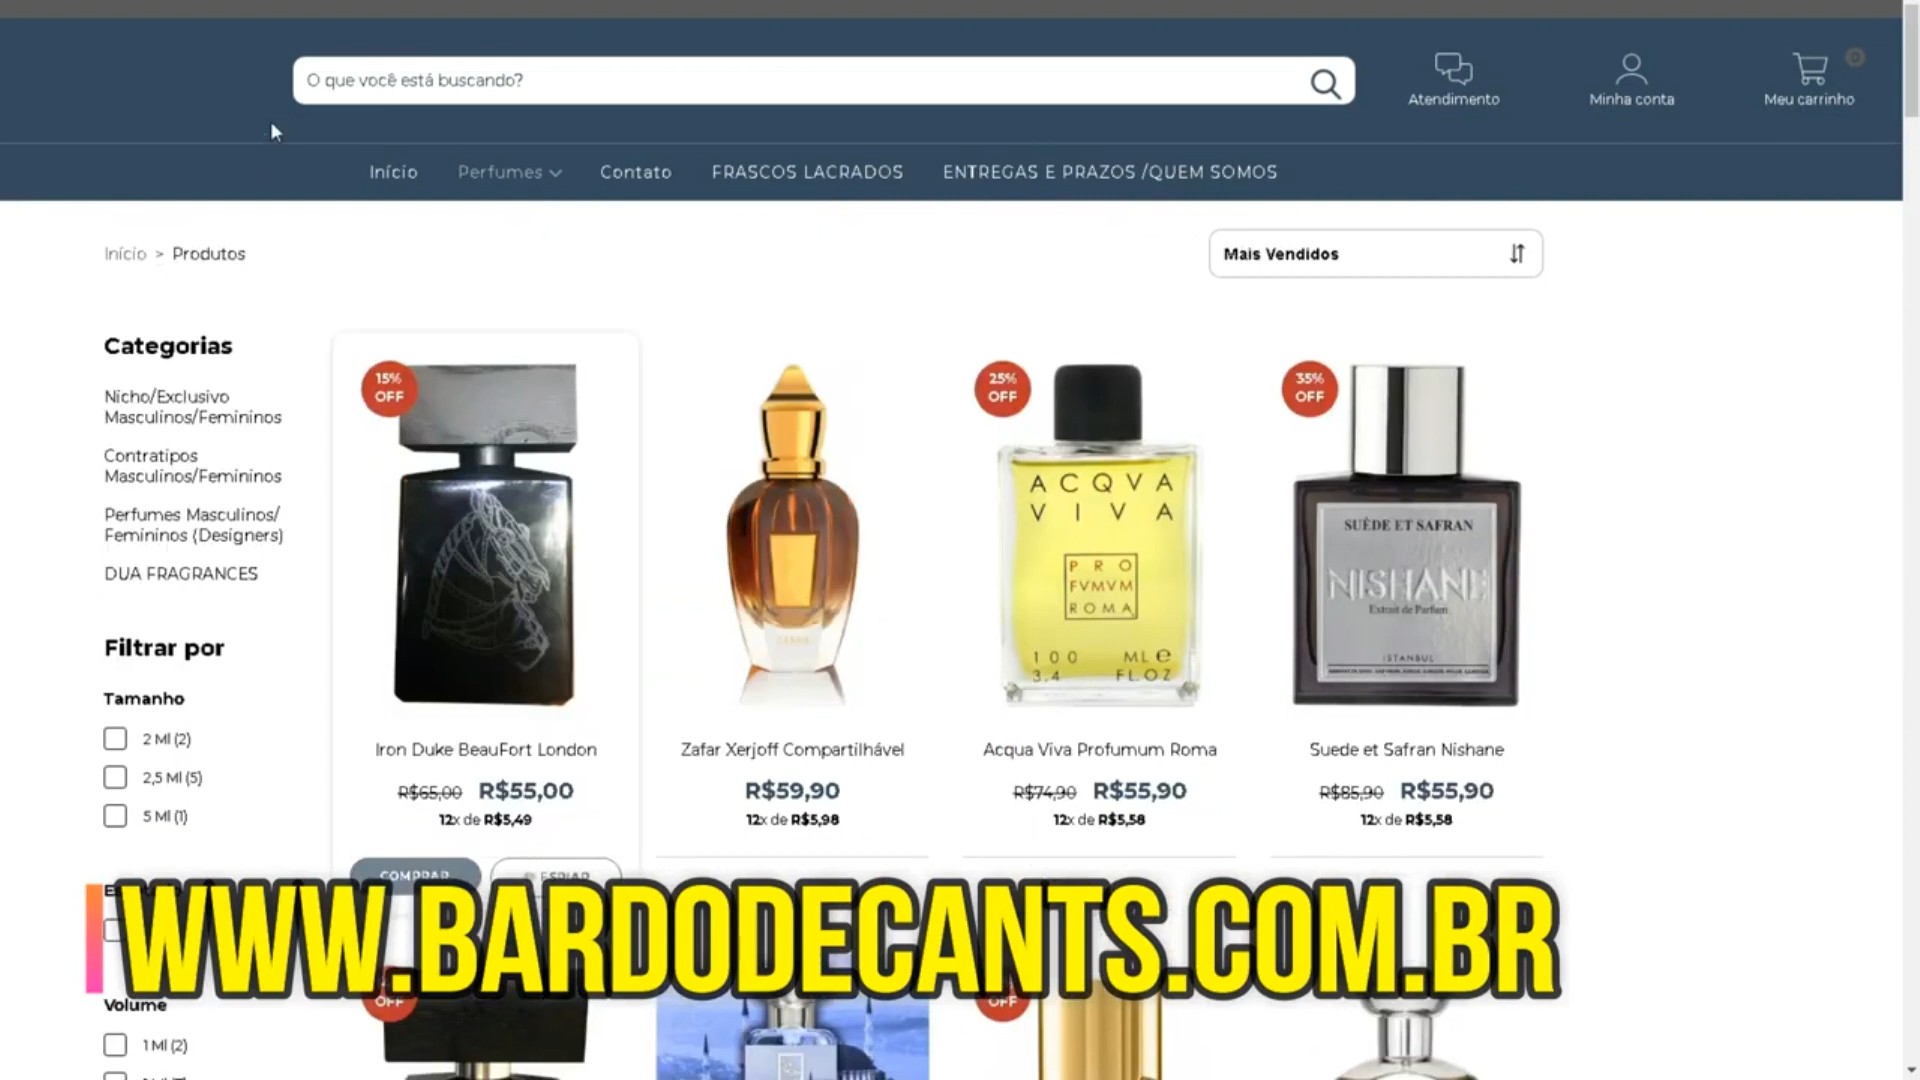 O que você está buscando?
Atendimento
Minha conta
Meu carrinho
0
Início
Perfumes
Contato
FRASCOS LACRADOS
ENTREGAS E PRAZOS /QUEM SOMOS
Início > Produtos
Mais Vendidos
Categorias
Nicho/Exclusivo
Masculinos/Femininos
Contratipos
Masculinos/Femininos
Perfumes Masculinos/
Femininos (Designers)
DUA FRAGRANCES
Filtrar por
Tamanho
2 Ml (2)
2,5 Ml (5)
5 Ml (1)
Volume
1 Ml (2)
15%
OFF
Iron Duke BeauFort London
R$65,00 R$55,00
12x de R$5,49
COMPRAR
ESPIAR
Zafar Xerjoff Compartilhável
R$59,90
12x de R$5,98
25%
OFF
ACQVA
VIVA
PRO
FVMVM
ROMA
100 ML e
3,4 FL.OZ
Acqua Viva Profumum Roma
R$74,90 R$55,90
12x de R$5,58
35%
OFF
SUÈDE ET SAFRAN
NISHANE
Extrait de Parfum
ISTANBUL
Suede et Safran Nishane
R$85,90 R$55,90
12x de R$5,58
WWW.BARDODECANTS.COM.BR
OFF
OFF